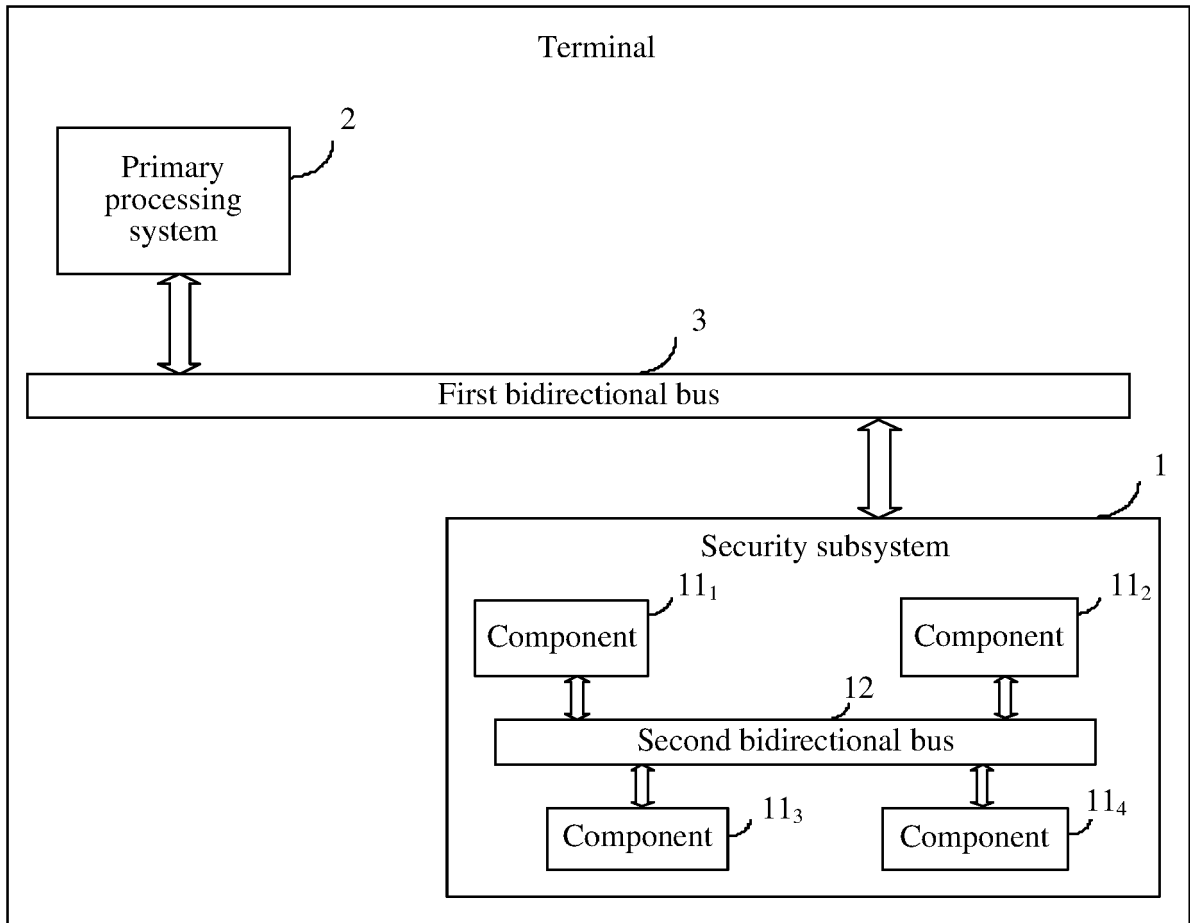 Terminal
2
Primary
processing
system
3
First bidirectional bus
1
Security subsystem
11₁
11₂
Component
Component
12
Second bidirectional bus
11₃
11₄
Component
Component